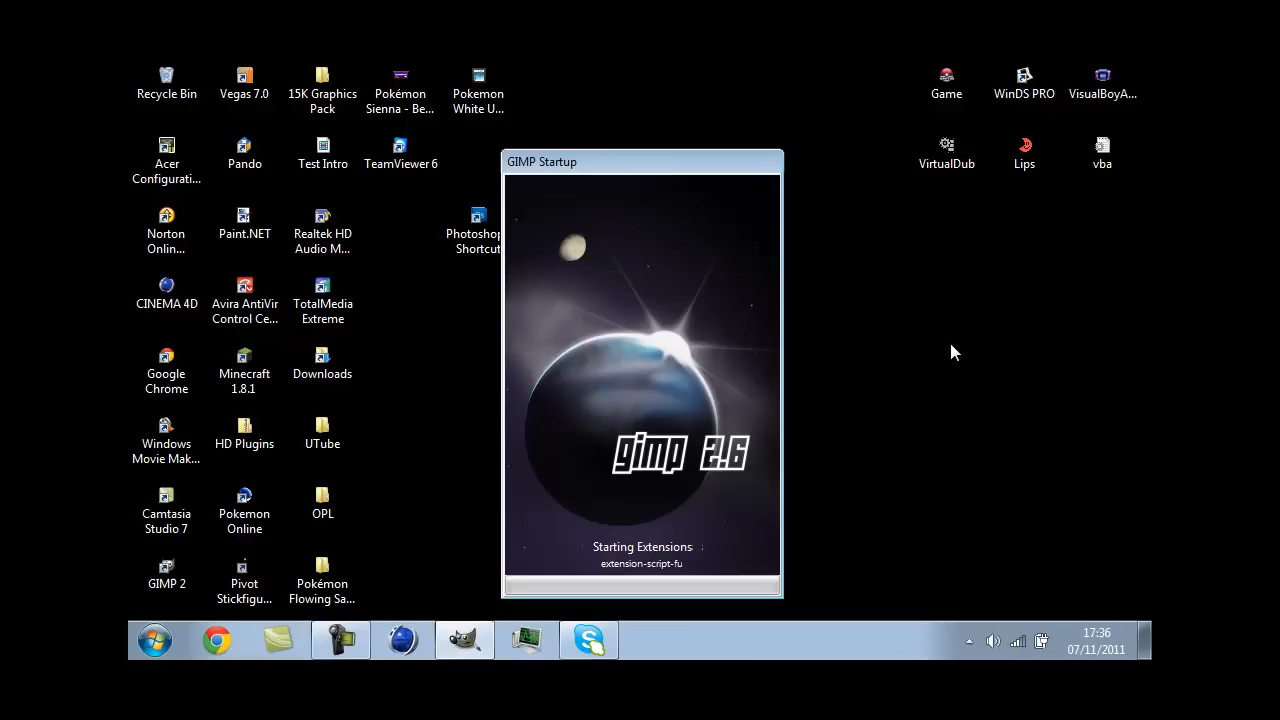 Recycle Bin
Vegas 7.0
15K Graphics
Pack
Pokémon
Sienna - Be...
Pokemon
White U...
Game
WinDS PRO
VisualBoyA...
Acer
Configurati...
Pando
Test Intro
TeamViewer 6
VirtualDub
Lips
vba
GIMP Startup
Norton
Onlin...
Paint.NET
Realtek HD
Audio M...
Photoshop
Shortcut
CINEMA 4D
Avira AntiVir
Control Ce...
TotalMedia
Extreme
Google
Chrome
Minecraft
1.8.1
Downloads
Windows
Movie Mak...
HD Plugins
UTube
gimp 2.6
Camtasia
Studio 7
Pokemon
Online
OPL
Starting Extensions
extension-script-fu
GIMP 2
Pivot
Stickfigu...
Pokémon
Flowing Sa...
17:36
07/11/2011